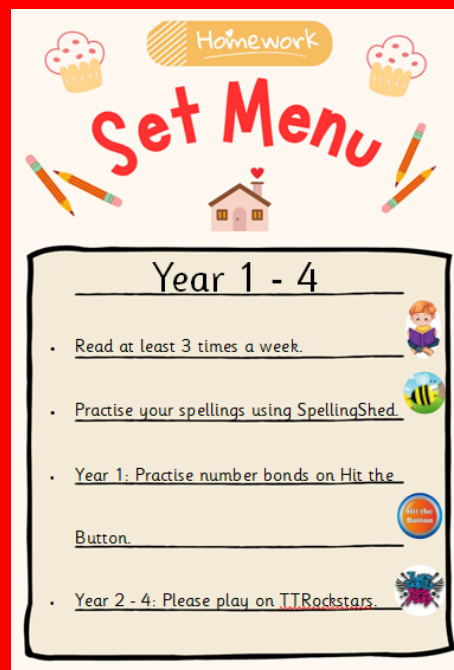 Homework
Set Menu
Year 1 - 4
• Read at least 3 times a week.
• Practise your spellings using SpellingShed.
• Year 1: Practise number bonds on Hit the
Button.
Hit the
Button
• Year 2 - 4: Please play on TTRockstars.